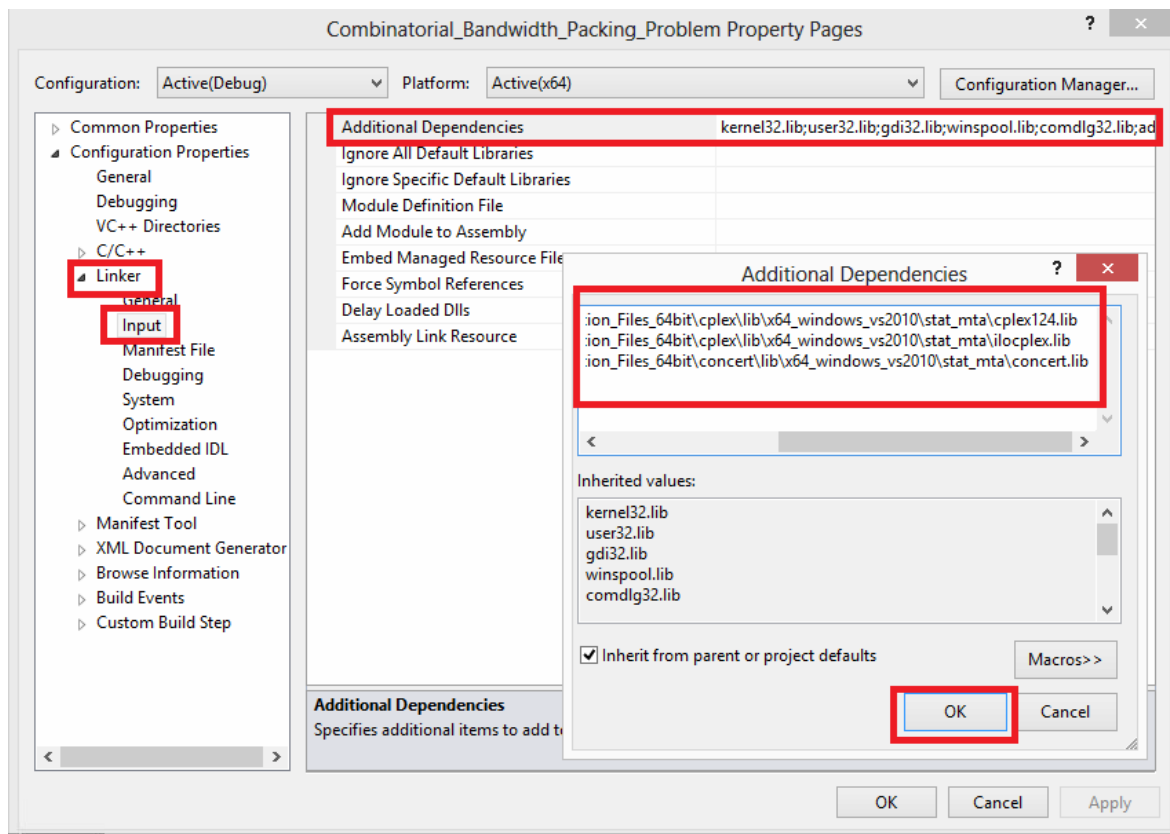 Combinatorial_Bandwidth_Packing_Problem Property Pages
?
Configuration: Active(Debug) Platform: Active(x64) Configuration Manager...
Common Properties
Configuration Properties
General
Debugging
VC++ Directories
C/C++
Linker
General
Input
Manifest File
Debugging
System
Optimization
Embedded IDL
Advanced
Command Line
Manifest Tool
XML Document Generator
Browse Information
Build Events
Custom Build Step
Additional Dependencies kernel32.lib;user32.lib;gdi32.lib;winspool.lib;comdlg32.lib;ad
Ignore All Default Libraries
Ignore Specific Default Libraries
Module Definition File
Add Module to Assembly
Embed Managed Resource File
Force Symbol References
Delay Loaded Dlls
Assembly Link Resource
Additional Dependencies
Specifies additional items to add t
Additional Dependencies
?
:ion_Files_64bit\cplex\lib\x64_windows_vs2010\stat_mta\cplex124.lib
:ion_Files_64bit\cplex\lib\x64_windows_vs2010\stat_mta\ilocplex.lib
:ion_Files_64bit\concert\lib\x64_windows_vs2010\stat_mta\concert.lib
Inherited values:
kernel32.lib
user32.lib
gdi32.lib
winspool.lib
comdlg32.lib
Inherit from parent or project defaults
Macros>>
OK Cancel
OK Cancel Apply